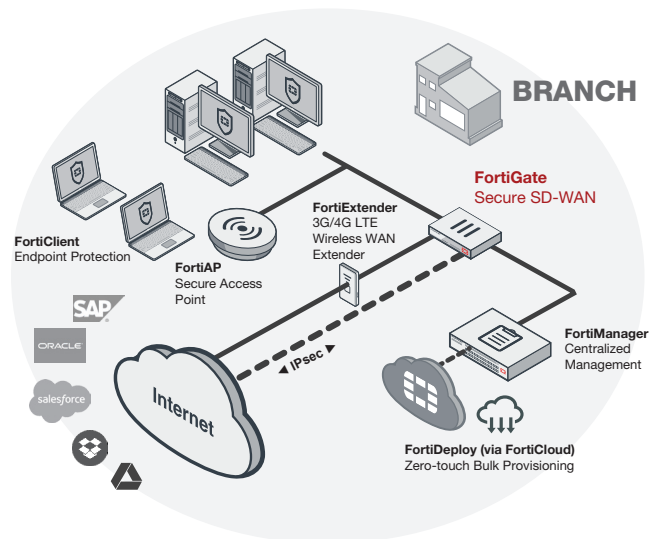 BRANCH
FortiGate
Secure SD-WAN
FortiExtender
3G/4G LTE
Wireless WAN
Extender
FortiClient
Endpoint Protection
FortiAP
Secure Access
Point
SAP
ORACLE
salesforce
Internet
◄ IPsec ►
FortiManager
Centralized
Management
FortiDeploy (via FortiCloud)
Zero-touch Bulk Provisioning